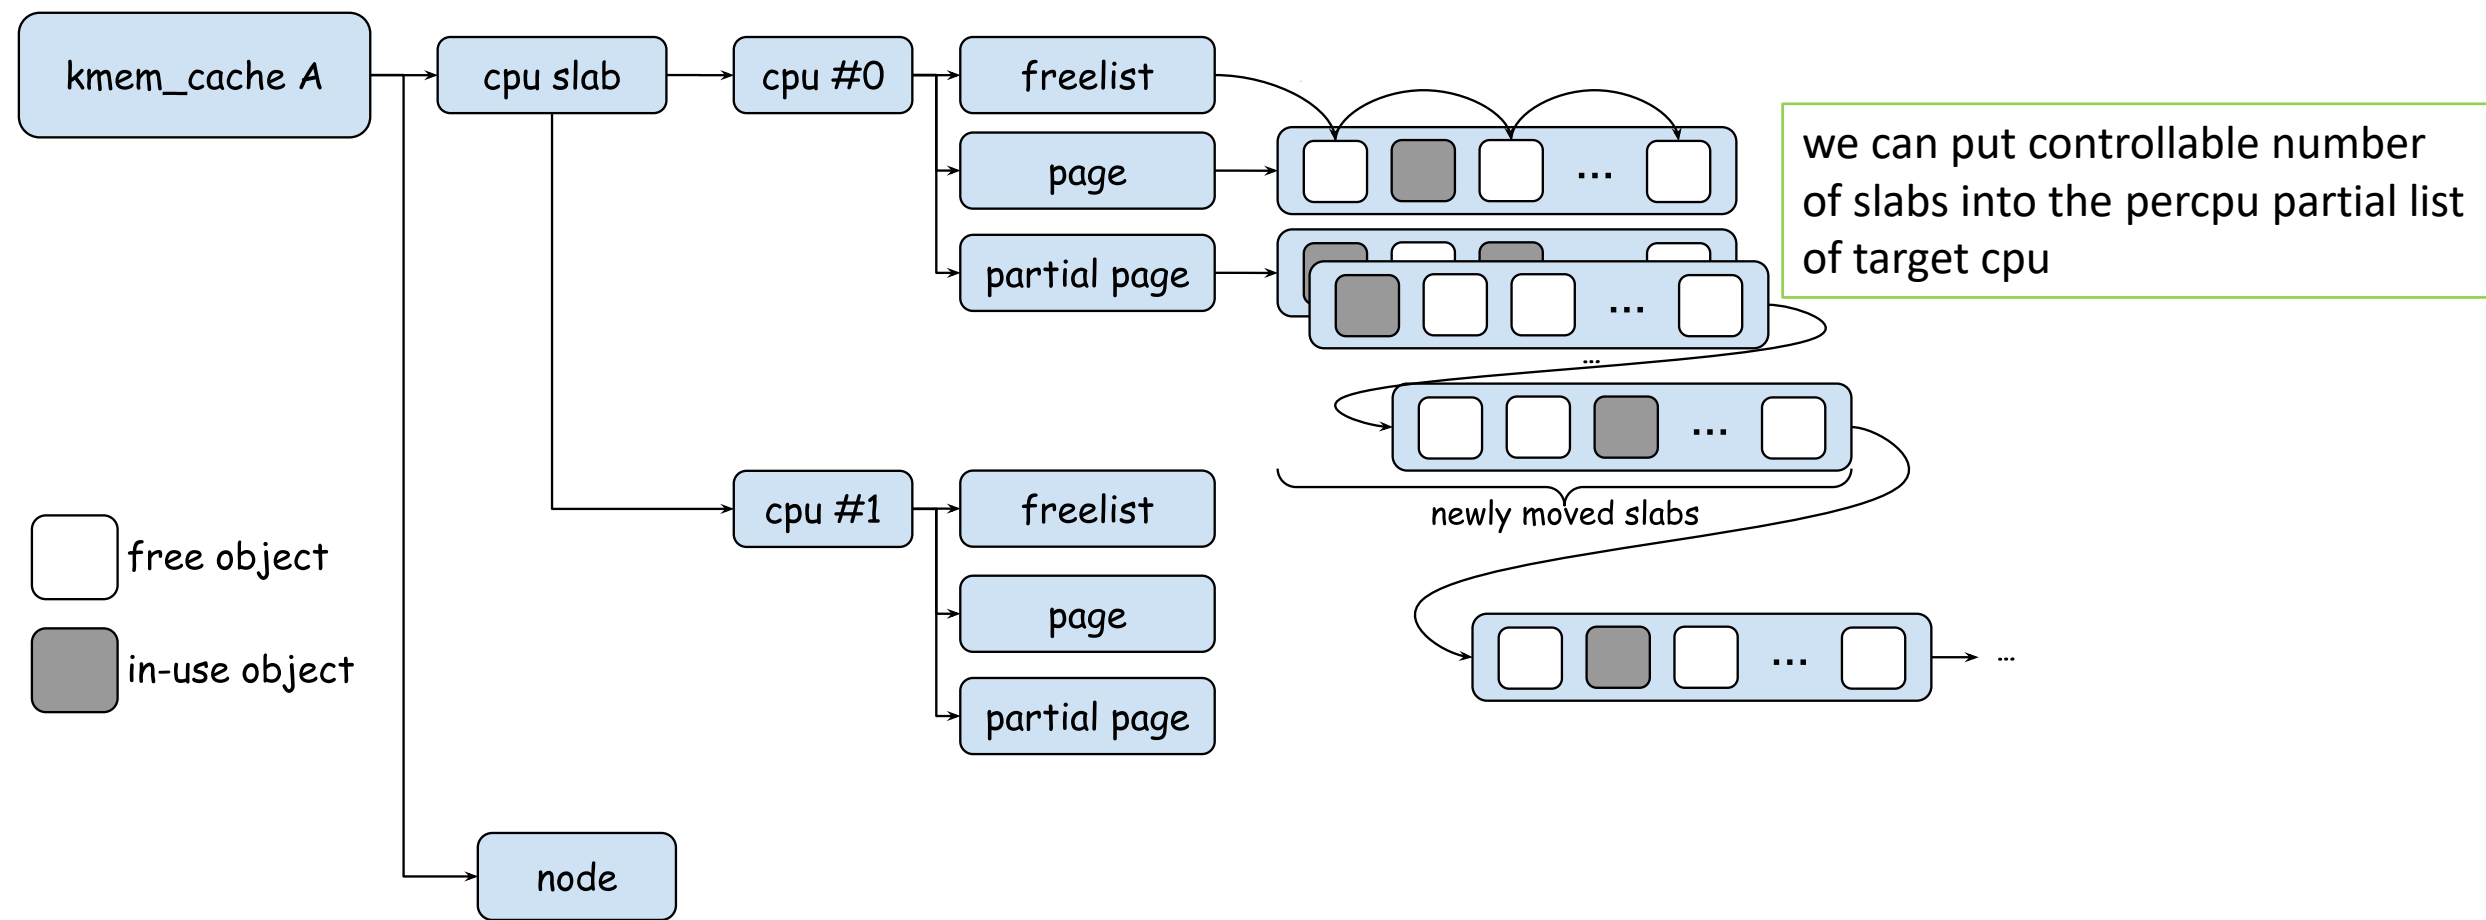 kmem_cache A
cpu slab
cpu #0
freelist
page
partial page
...
...
...
we can put controllable number
of slabs into the percpu partial list
of target cpu
...
...
newly moved slabs
cpu #1
freelist
page
partial page
...
...
free object
in-use object
node